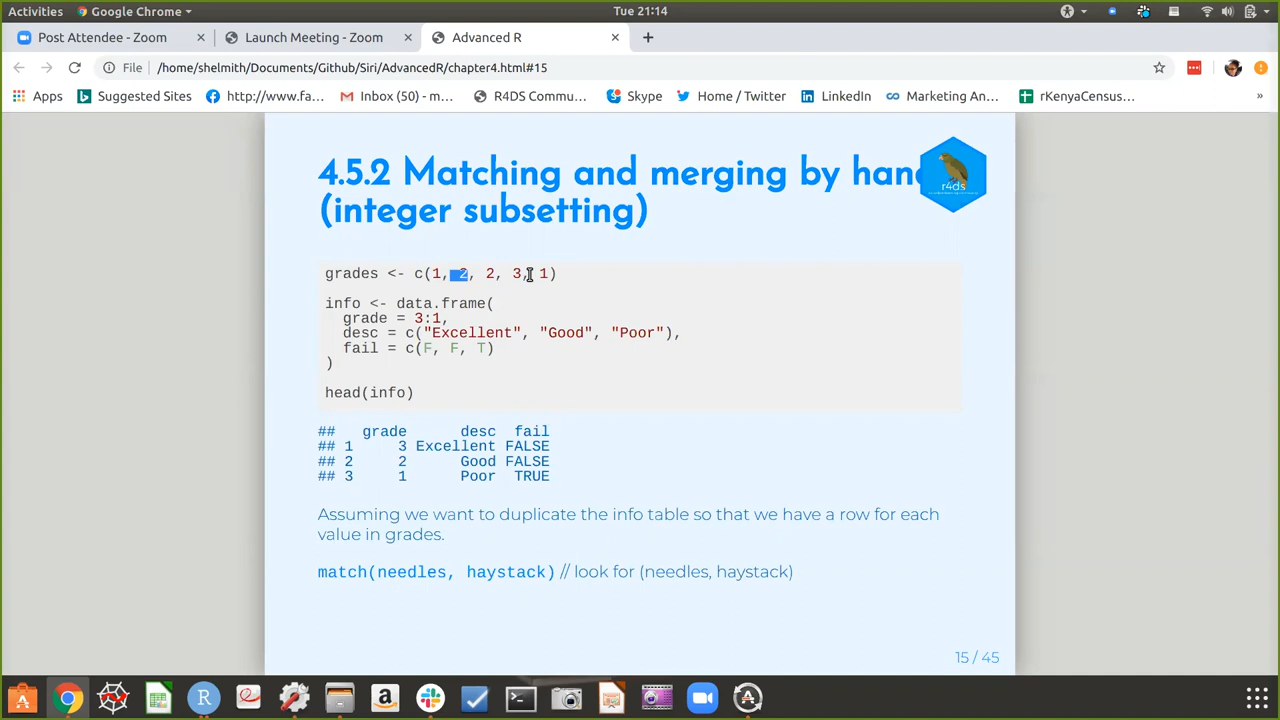 Activities
Google Chrome
Tue 21:14
Post Attendee - Zoom
Launch Meeting - Zoom
Advanced R
File
/home/shelmith/Documents/Github/Siri/AdvancedR/chapter4.html#15
Apps
Suggested Sites
http://www.fa...
Inbox (50) - m...
R4DS Commu...
Skype
Home / Twitter
LinkedIn
Marketing An...
rKenyaCensus...
»
4.5.2 Matching and merging by hand
(integer subsetting)
r4ds
grades <- c(1, 2, 2, 3, 1)
info <- data.frame(
grade = 3:1,
desc = c("Excellent", "Good", "Poor"),
fail = c(F, F, T)
)
head(info)
## grade desc fail
## 1 3 Excellent FALSE
## 2 2 Good FALSE
## 3 1 Poor TRUE
Assuming we want to duplicate the info table so that we have a row for each
value in grades.
match(needles, haystack) // look for (needles, haystack)
15 / 45